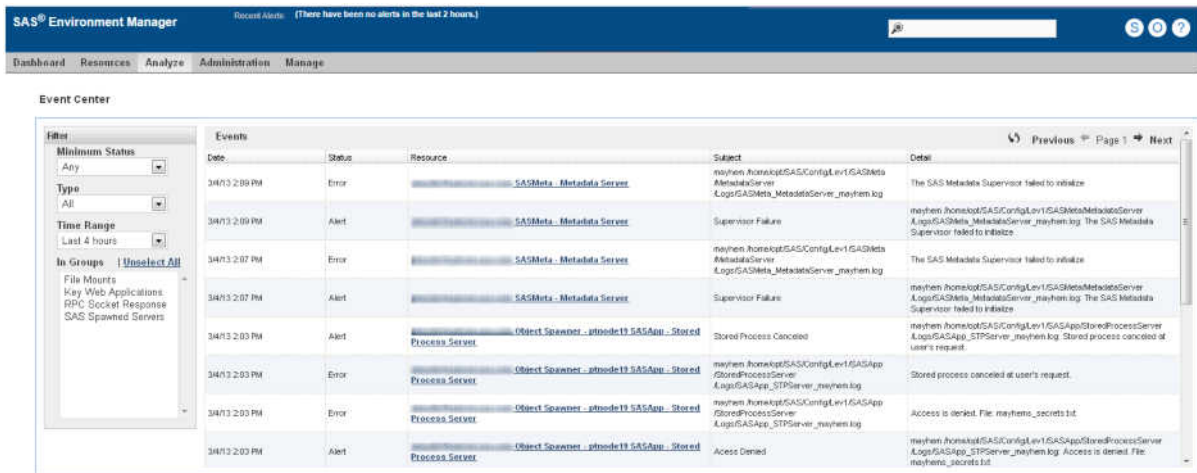 SAS® Environment Manager
Recent Alerts: (There have been no alerts in the last 2 hours.)
S O ?
Dashboard Resources Analyze Administration Manage
Event Center
Filter
Minimum Status
Any
Type
All
Time Range
Last 4 hours
In Groups | Unselect All
File Mounts
Key Web Applications
RPC Socket Response
SAS Spawned Servers
Events
Previous Page 1 Next
Date Status Resource Subject Detail
3/4/13 2:09 PM Error SASMeta - Metadata Server
mayhem /home/opt/SAS/Config/Lev1/SASMeta
/MetadataServer
/Logs/SASMeta_MetadataServer_mayhem.log
The SAS Metadata Supervisor failed to initialize
3/4/13 2:09 PM Alert SASMeta - Metadata Server Supervisor Failure
mayhem /home/opt/SAS/Config/Lev1/SASMeta/MetadataServer
/Logs/SASMeta_MetadataServer_mayhem.log: The SAS Metadata
Supervisor failed to initialize
3/4/13 2:07 PM Error SASMeta - Metadata Server
mayhem /home/opt/SAS/Config/Lev1/SASMeta
/MetadataServer
/Logs/SASMeta_MetadataServer_mayhem.log
The SAS Metadata Supervisor failed to initialize
3/4/13 2:07 PM Alert SASMeta - Metadata Server Supervisor Failure
mayhem /home/opt/SAS/Config/Lev1/SASMeta/MetadataServer
/Logs/SASMeta_MetadataServer_mayhem.log: The SAS Metadata
Supervisor failed to initialize
3/4/13 2:03 PM Alert Object Spawner - ptnode19 SASApp - Stored
Process Server
Stored Process Canceled
mayhem /home/opt/SAS/Config/Lev1/SASApp/StoredProcessServer
/Logs/SASApp_STPServer_mayhem.log: Stored process canceled at
user's request.
3/4/13 2:03 PM Error Object Spawner - ptnode19 SASApp - Stored
Process Server
mayhem /home/opt/SAS/Config/Lev1/SASApp
/StoredProcessServer
/Logs/SASApp_STPServer_mayhem.log
Stored process canceled at user's request.
3/4/13 2:03 PM Error Object Spawner - ptnode19 SASApp - Stored
Process Server
mayhem /home/opt/SAS/Config/Lev1/SASApp
/StoredProcessServer
/Logs/SASApp_STPServer_mayhem.log
Access is denied. File: mayhems_secrets.txt
3/4/13 2:03 PM Alert Object Spawner - ptnode19 SASApp - Stored
Process Server
Acess Denied
mayhem /home/opt/SAS/Config/Lev1/SASApp/StoredProcessServer
/Logs/SASApp_STPServer_mayhem.log: Access is denied. File:
mayhems_secrets.txt